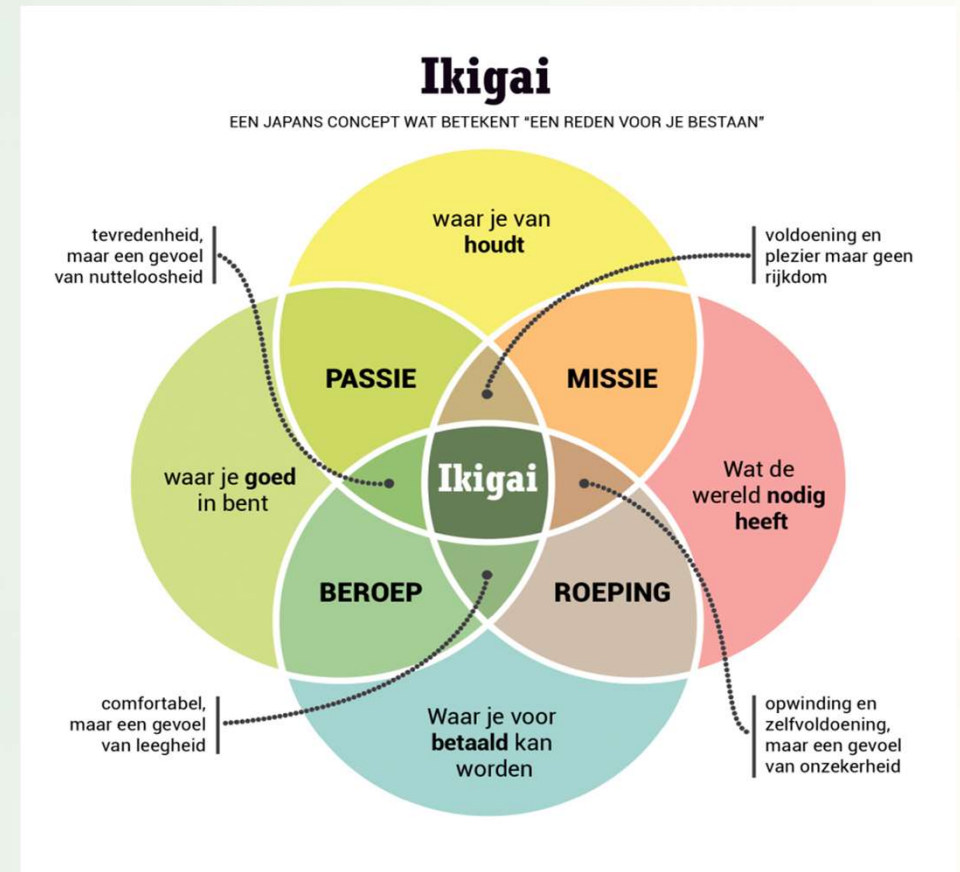 Ikigai
EEN JAPANS CONCEPT WAT BETEKENT “EEN REDEN VOOR JE BESTAAN”
waar je van
houdt
tevredenheid,
maar een gevoel
van nutteloosheid
voldoening en
plezier maar geen
rijkdom
PASSIE
MISSIE
waar je goed
in bent
Ikigai
Wat de
wereld nodig
heeft
BEROEP
ROEPING
comfortabel,
maar een gevoel
van leegheid
Waar je voor
betaald kan
worden
opwinding en
zelfvoldoening,
maar een gevoel
van onzekerheid